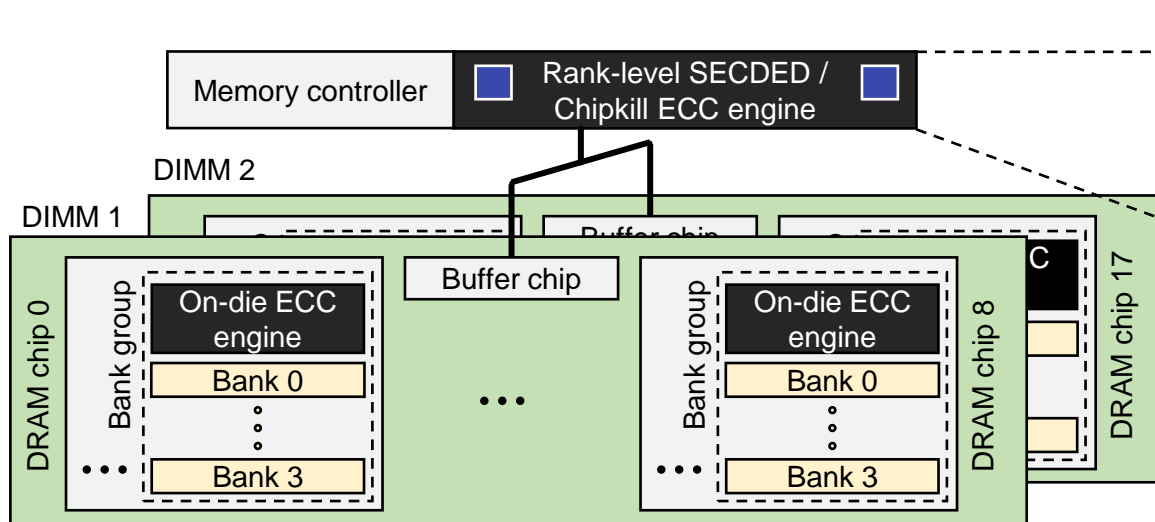 Memory controller
Rank-level SECDED /
Chipkill ECC engine
DIMM 2
DIMM 1
Buffer chip
DRAM chip 0
Bank group
On-die ECC
engine
Bank 0
Bank 3
Buffer chip
Bank group
On-die ECC
engine
Bank 0
Bank 3
DRAM chip 8
C
DRAM chip 17